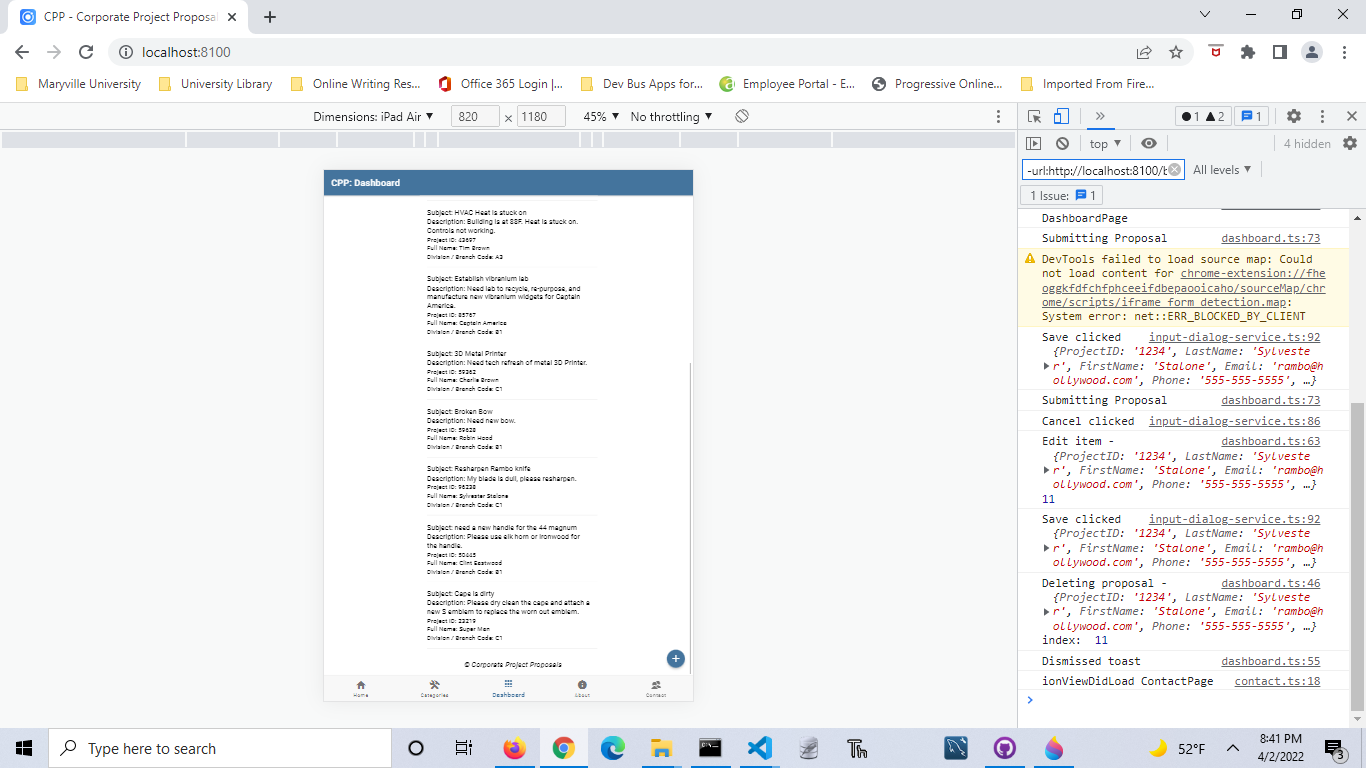 CPP - Corporate Project Proposal
localhost:8100
Maryville University
University Library
Online Writing Res...
Office 365 Login |...
Dev Bus Apps for...
Employee Portal - E...
Progressive Online...
Imported From Fire...
Dimensions: iPad Air ▼ 820 × 1180 45% ▼ No throttling ▼
1 2 1
top ▼ 4 hidden
-url:http://localhost:8100/b All levels ▼
1 Issue: 1
CPP: Dashboard
Subject: HVAC Heat is stuck on
Description: Building is at SSF. Heat is stuck on.
Controls not working.
Project ID: 43697
Full Name: Tim Brown
Division / Branch Code: A3
Subject: Establish vibranium lab
Description: Need lab to recycle, re-purpose, and
manufacture new vibranium widgets for Captain
America.
Project ID: 85767
Full Name: Captain America
Division / Branch Code: B1
Subject: 3D Metal Printer
Description: Need tech refresh of metal 3D Printer.
Project ID: 59362
Full Name: Charlie Brown
Division / Branch Code: C1
Subject: Broken Bow
Description: Need new bow.
Project ID: 59628
Full Name: Robin Hood
Division / Branch Code: B1
Subject: Resharpen Rambo knife
Description: My blade is dull, please resharpen.
Project ID: 96238
Full Name: Sylvester Stalone
Division / Branch Code: C1
Subject: need a new handle for the 44 magnum
Description: Please use elk horn or Ironwood for
the handle.
Project ID: 50445
Full Name: Clint Eastwood
Division / Branch Code: B1
Subject: Cape is dirty
Description: Please dry clean the cape and attach a
new S emblem to replace the worn out emblem.
Project ID: 23219
Full Name: Super Man
Division / Branch Code: C1
© Corporate Project Proposals
+
Home
Categories
Dashboard
About
Contact
DashboardPage
Submitting Proposal dashboard.ts:73
DevTools failed to load source map: Could
not load content for chrome-extension://fhe
oggkfdfchfphceeifdbepaooicaho/sourceMap/chr
ome/scripts/iframe_form_detection.map:
System error: net::ERR_BLOCKED_BY_CLIENT
Save clicked input-dialog-service.ts:92
{ProjectID: '1234', LastName: 'Sylveste
r', FirstName: 'Stalone', Email: 'rambo@h
ollywood.com', Phone: '555-555-5555', …}
Submitting Proposal dashboard.ts:73
Cancel clicked input-dialog-service.ts:86
Edit item - dashboard.ts:63
{ProjectID: '1234', LastName: 'Sylveste
r', FirstName: 'Stalone', Email: 'rambo@h
ollywood.com', Phone: '555-555-5555', …}
11
Save clicked input-dialog-service.ts:92
{ProjectID: '1234', LastName: 'Sylveste
r', FirstName: 'Stalone', Email: 'rambo@h
ollywood.com', Phone: '555-555-5555', …}
Deleting proposal - dashboard.ts:46
{ProjectID: '1234', LastName: 'Sylveste
r', FirstName: 'Stalone', Email: 'rambo@h
ollywood.com', Phone: '555-555-5555', …}
index: 11
Dismissed toast dashboard.ts:55
ionViewDidLoad ContactPage contact.ts:18
Type here to search
52°F
8:41 PM
4/2/2022
3